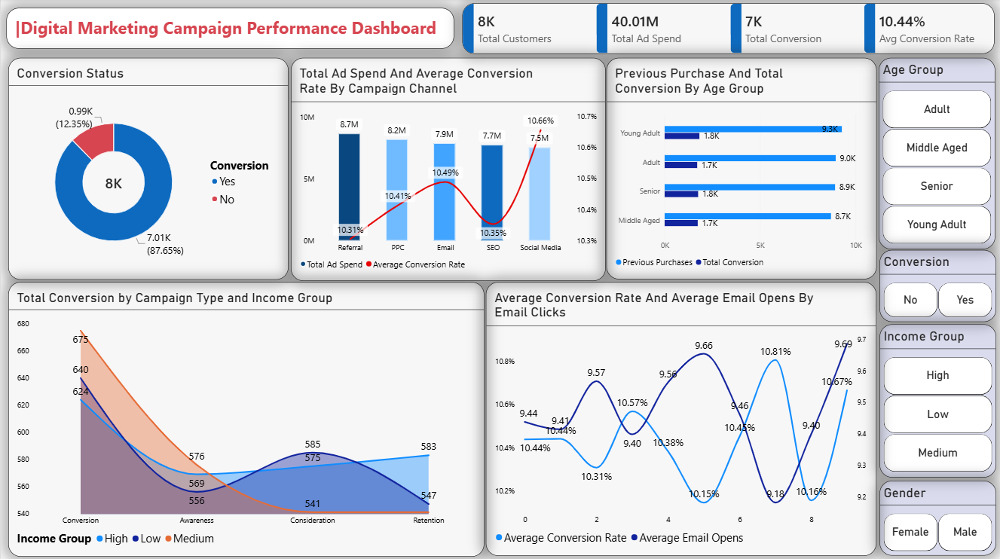 |Digital Marketing Campaign Performance Dashboard
8K
Total Customers
40.01M
Total Ad Spend
7K
Total Conversion
10.44%
Avg Conversion Rate
Conversion Status
0.99K
(12.35%)
8K
7.01K
(87.65%)
Conversion
Yes
No
Total Ad Spend And Average Conversion
Rate By Campaign Channel
10M
5M
0M
8.7M
8.2M
7.9M
7.7M
7.5M
10.31%
10.41%
10.49%
10.35%
10.66%
10.7%
10.6%
10.5%
10.4%
10.3%
Referral
PPC
Email
SEO
Social Media
Total Ad Spend
Average Conversion Rate
Previous Purchase And Total
Conversion By Age Group
Young Adult
9.3K
1.8K
Adult
9.0K
1.7K
Senior
8.9K
1.8K
Middle Aged
8.7K
1.7K
0K
5K
10K
Previous Purchases
Total Conversion
Age Group
Adult
Middle Aged
Senior
Young Adult
Conversion
No
Yes
Income Group
High
Low
Medium
Gender
Female
Male
Total Conversion by Campaign Type and Income Group
680
660
640
620
600
580
560
540
675
640
624
576
569
556
585
575
541
583
547
Conversion
Awareness
Consideration
Retention
Income Group
High
Low
Medium
Average Conversion Rate And Average Email Opens By
Email Clicks
10.8%
10.6%
10.4%
10.2%
9.44
9.41
9.57
9.40
9.56
9.66
9.46
9.18
9.40
9.69
10.44%
10.44%
10.31%
10.57%
10.38%
10.15%
10.45%
10.81%
10.16%
10.67%
9.7
9.6
9.5
9.4
9.3
9.2
0
2
4
6
8
Average Conversion Rate
Average Email Opens